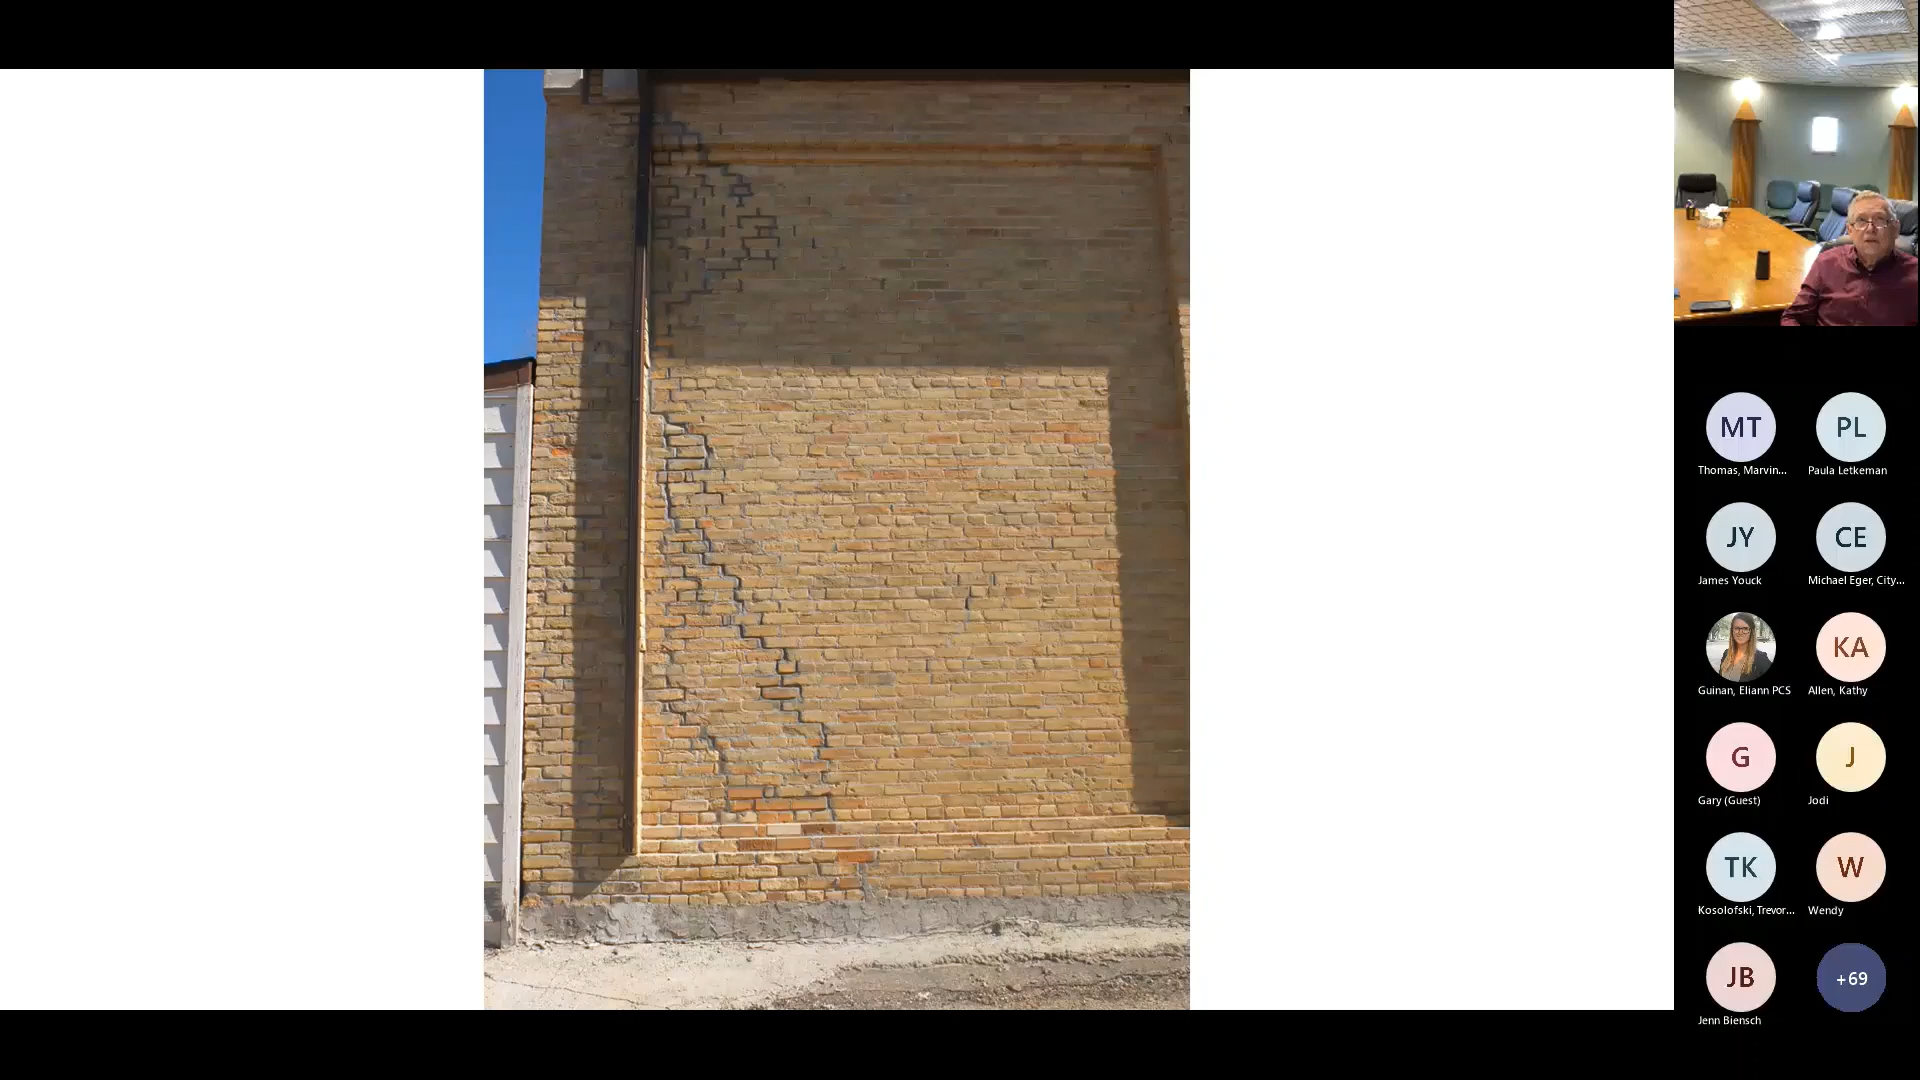 MT
PL
Thomas, Marvin...
Paula Letkeman
JY
CE
James Youck
Michael Eger, City...
Guinan, Eliann PCS
KA
Allen, Kathy
G
J
Gary (Guest)
Jodi
TK
W
Kosolofski, Trevor...
Wendy
JB
+69
Jenn Biensch